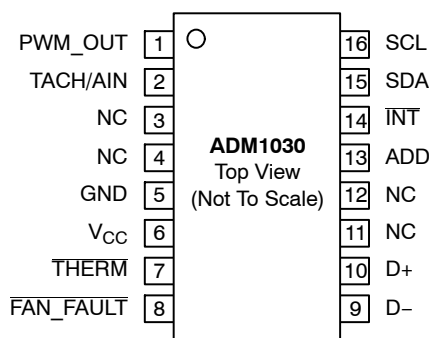 PWM_OUT 1 16 SCL
TACH/AIN 2 15 SDA
NC 3 14 INT
NC 4 ADM1030 13 ADD
Top View
GND 5 (Not To Scale) 12 NC
VCC 6 11 NC
THERM 7 10 D+
FAN_FAULT 8 9 D−